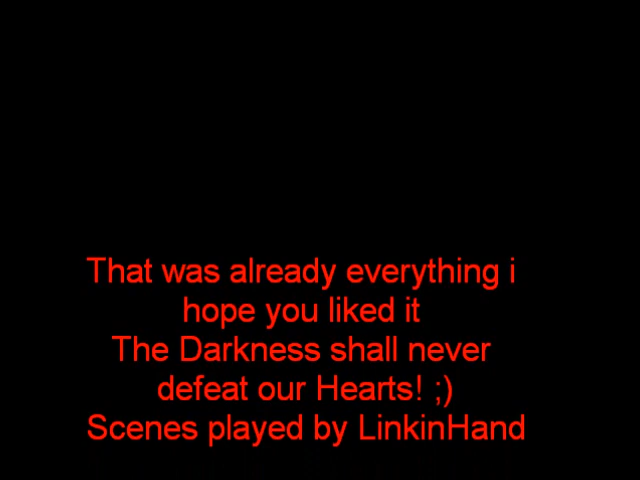 That was already everything i
hope you liked it
The Darkness shall never
defeat our Hearts! ;)
Scenes played by LinkinHand